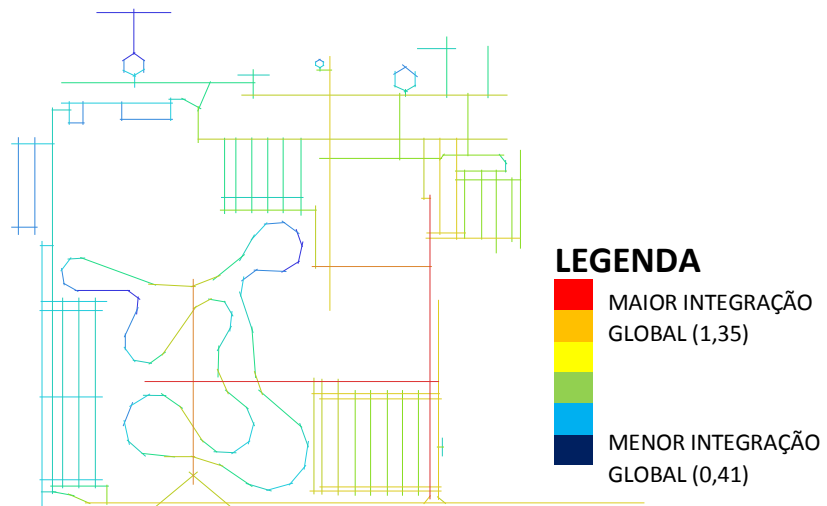 LEGENDA
MAIOR INTEGRAÇÃO
GLOBAL (1,35)
MENOR INTEGRAÇÃO
GLOBAL (0,41)